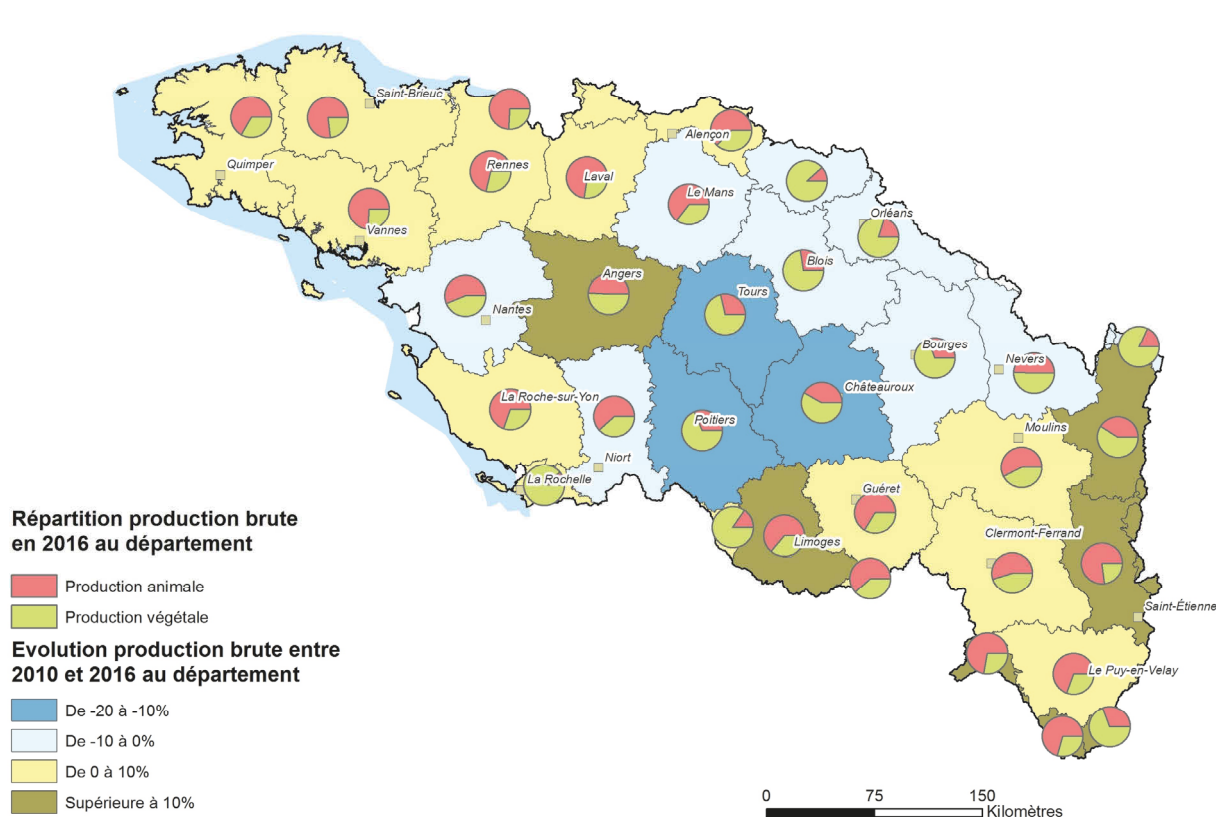 Saint-Brieuc
Alençon
Quimper
Rennes
Laval
Le Mans
Orléans
Vannes
Blois
Angers
Tours
Nantes
Bourges
Nevers
Châteauroux
La Roche-sur-Yon
Poitiers
Moulins
Niort
La Rochelle
Guéret
Limoges
Clermont-Ferrand
Saint-Étienne
Le Puy-en-Velay
Répartition production brute
en 2016 au département
Production animale
Production végétale
Evolution production brute entre
2010 et 2016 au département
De -20 à -10%
De -10 à 0%
De 0 à 10%
Supérieure à 10%
0 75 150
Kilomètres